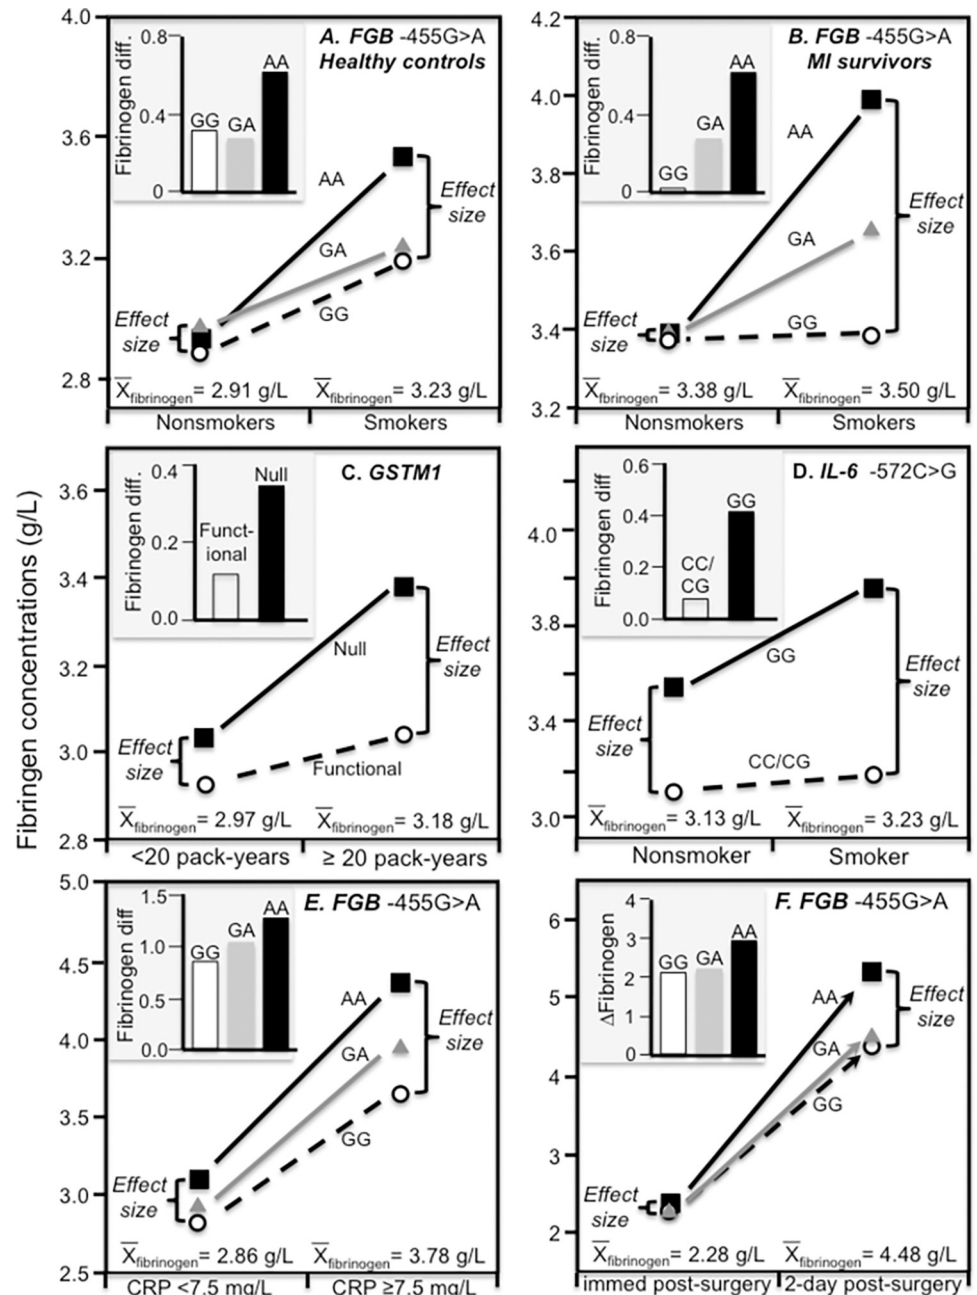 Fibringen concentrations (g/L)
A. FGB -455G>A
Healthy controls
Fibrinogen diff.
0.8
0.4
0
GG
GA
AA
4.0
3.6
3.2
2.8
AA
GA
GG
Effect
size
Effect
size
X fibrinogen = 2.91 g/L
X fibrinogen = 3.23 g/L
Nonsmokers
Smokers
B. FGB -455G>A
MI survivors
Fibrinogen diff.
0.8
0.4
0
GG
GA
AA
4.2
4.0
3.8
3.6
3.4
3.2
AA
GA
GG
Effect
size
X fibrinogen = 3.38 g/L
X fibrinogen = 3.50 g/L
Nonsmokers
Smokers
C. GSTM1
Fibrinogen diff.
0.4
0.2
0.0
Funct-
ional
Null
3.6
3.4
3.2
3.0
2.8
Null
Functional
Effect
size
Effect
size
X fibrinogen = 2.97 g/L
X fibrinogen = 3.18 g/L
<20 pack-years
≥ 20 pack-years
D. IL-6 -572C>G
Fibrinogen diff
0.6
0.4
0.2
0.0
CC/
CG
GG
4.0
3.8
3.4
3.0
GG
CC/CG
Effect
size
Effect
size
X fibrinogen = 3.13 g/L
X fibrinogen = 3.23 g/L
Nonsmoker
Smoker
E. FGB -455G>A
Fibrinogen diff
1.5
1.0
0.5
0.0
GG
GA
AA
5.0
4.5
4.0
3.5
3.0
2.5
AA
GA
GG
Effect
size
Effect
size
X fibrinogen = 2.86 g/L
X fibrinogen = 3.78 g/L
CRP <7.5 mg/L
CRP ≥7.5 mg/L
F. FGB -455G>A
ΔFibrinogen
4
3
2
1
0
GG
GA
AA
6
5
4
3
2
AA
GA
GG
Effect
size
Effect
size
X fibrinogen = 2.28 g/L
X fibrinogen = 4.48 g/L
immed post-surgery
2-day post-surgery